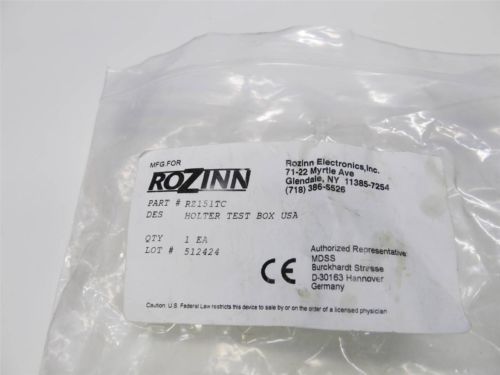 MFG.FOR
ROZINN
Rozinn Electronics,Inc.
71-22 Myrtle Ave
Glendale, NY 11385-7254
(718) 386-5526
PART # RZ151TC
DES HOLTER TEST BOX USA
QTY 1 EA
LOT # 512424
CE
Authorized Representative
MDSS
Burckhardt Strasse
D-30163 Hannover
Germany
Caution: U.S. Federal Law restricts this device to sale by or on the order of a licensed physician